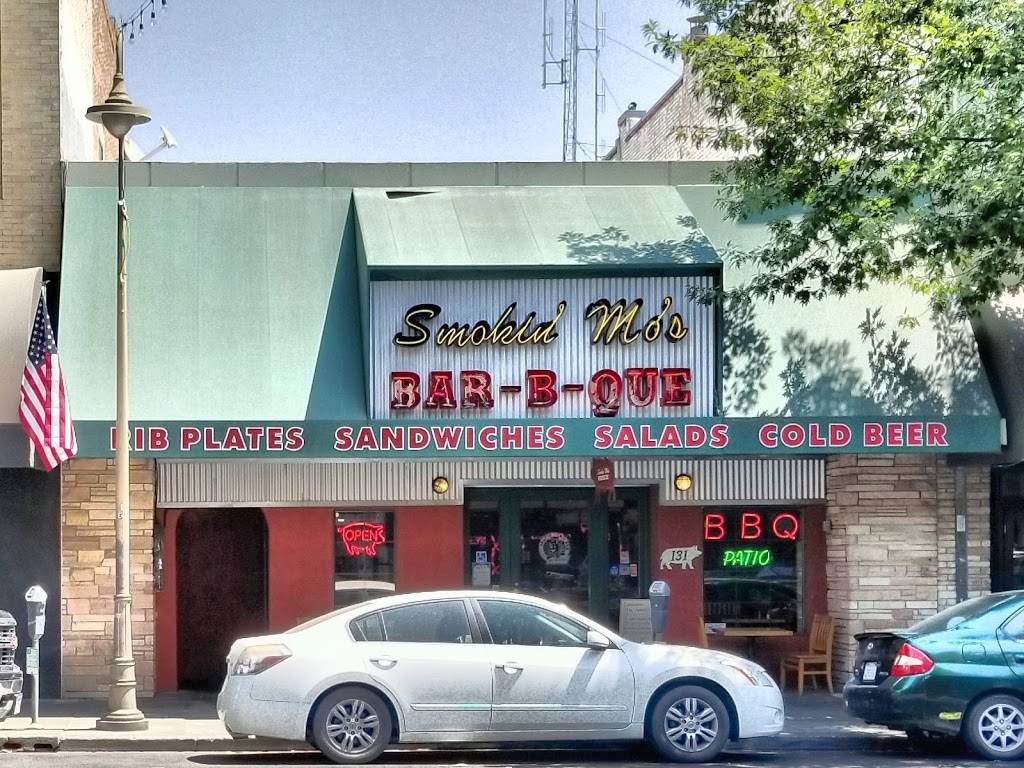 Smokin' Mo's
BAR-B-QUE
RIB PLATES SANDWICHES SALADS COLD BEER
OPEN
BBQ
PATIO
131